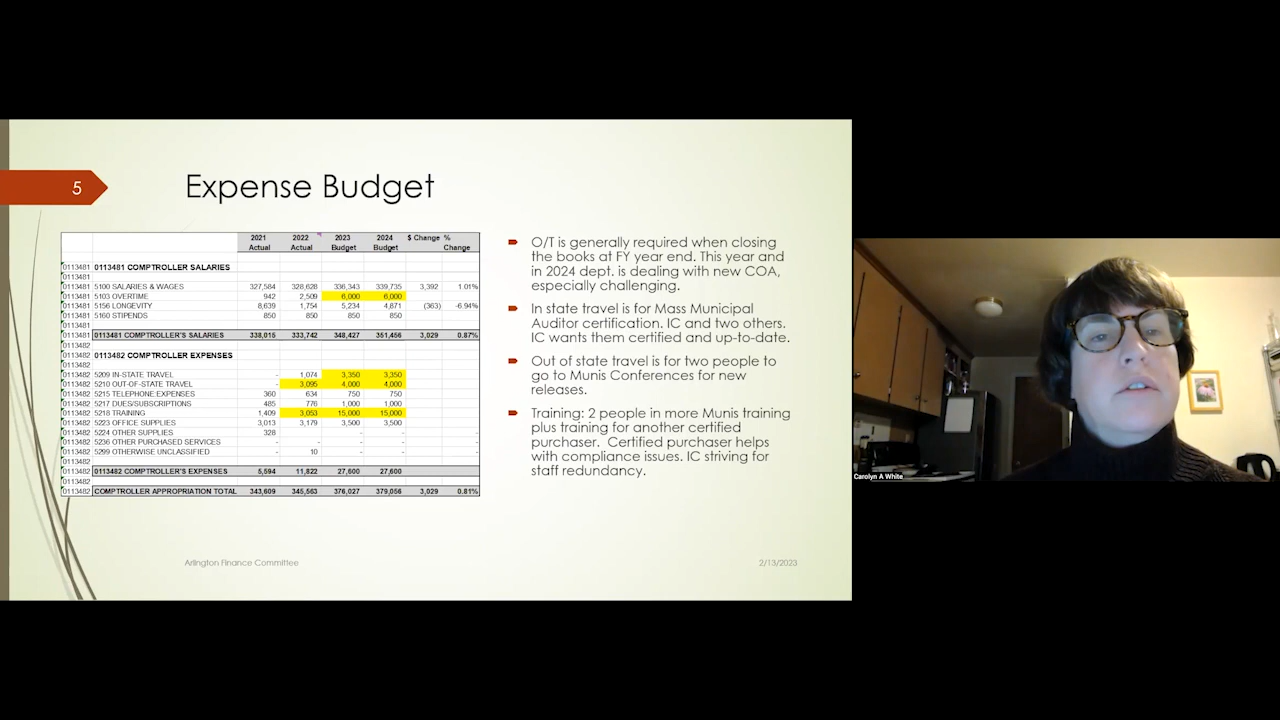 5
Expense Budget
2021 2022 2023 2024 $ Change %
Actual Actual Budget Budget Change
0113481 0113481 COMPTROLLER SALARIES
0113481
0113481 5100 SALARIES & WAGES 327,584 328,628 336,343 339,735 3,392 1.01%
0113481 5103 OVERTIME 942 2,509 6,000 6,000
0113481 5156 LONGEVITY 8,639 1,754 5,234 4,871 (363) -6.94%
0113481 5160 STIPENDS 850 850 850 850
0113481
0113481 0113481 COMPTROLLER'S SALARIES 338,015 333,742 348,427 351,456 3,029 0.87%
0113482
0113482 0113482 COMPTROLLER EXPENSES
0113482
0113482 5209 IN-STATE TRAVEL - 1,074 3,350 3,350
0113482 5210 OUT-OF-STATE TRAVEL - 3,095 4,000 4,000
0113482 5215 TELEPHONE:EXPENSES 360 634 750 750
0113482 5217 DUES/SUBSCRIPTIONS 485 776 1,000 1,000
0113482 5218 TRAINING 1,409 3,053 15,000 15,000
0113482 5223 OFFICE SUPPLIES 3,013 3,179 3,500 3,500
0113482 5224 OTHER SUPPLIES 328 - - -
0113482 5236 OTHER PURCHASED SERVICES - - - - -
0113482 5299 OTHERWISE UNCLASSIFIED - 10 - - -
0113482
0113482 0113482 COMPTROLLER'S EXPENSES 5,594 11,822 27,600 27,600
0113482
0113482 COMPTROLLER APPROPRIATION TOTAL 343,609 345,563 376,027 379,056 3,029 0.81%
O/T is generally required when closing
the books at FY year end. This year and
in 2024 dept. is dealing with new COA,
especially challenging.
In state travel is for Mass Municipal
Auditor certification. IC and two others.
IC wants them certified and up-to-date.
Out of state travel is for two people to
go to Munis Conferences for new
releases.
Training: 2 people in more Munis training
plus training for another certified
purchaser. Certified purchaser helps
with compliance issues. IC striving for
staff redundancy.
Arlington Finance Committee 2/13/2023
Carolyn A White